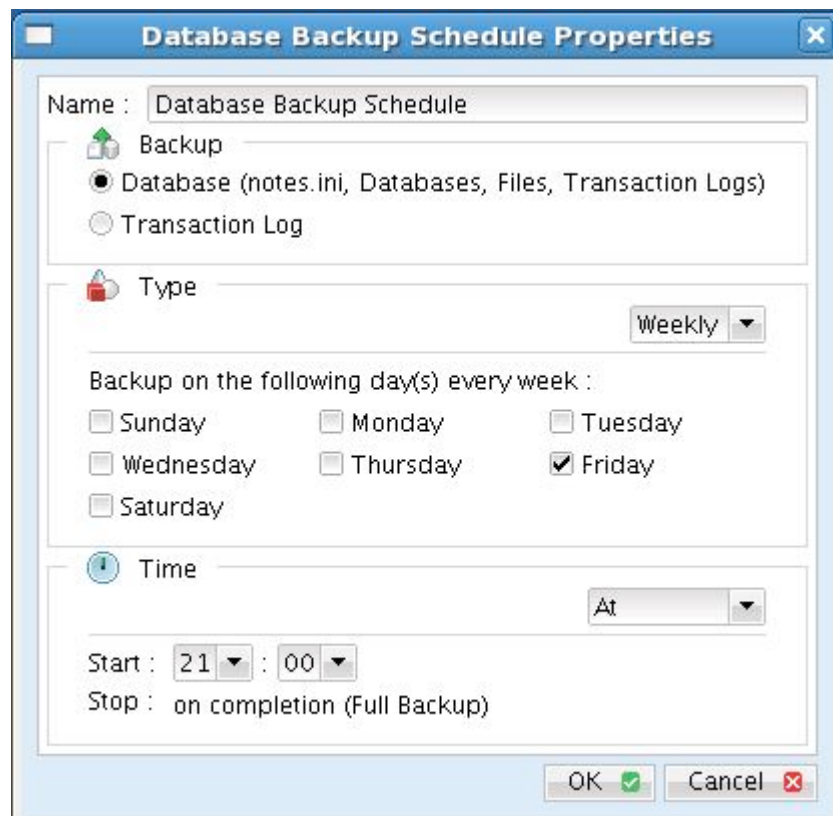 Database Backup Schedule Properties
Name : Database Backup Schedule
Backup
Database (notes.ini, Databases, Files, Transaction Logs)
Transaction Log
Type
Weekly
Backup on the following day(s) every week :
Sunday Monday Tuesday
Wednesday Thursday Friday
Saturday
Time
At
Start : 21 : 00
Stop : on completion (Full Backup)
OK Cancel